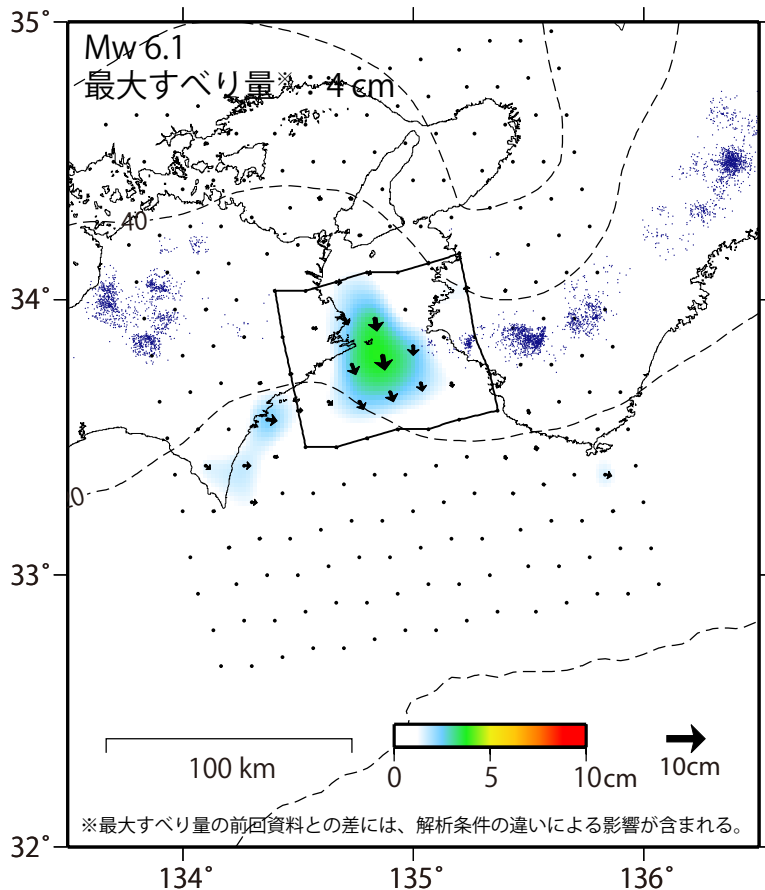 35°
Mw 6.1
最大すべり量※ 4 cm
40
34°
33°
100 km
0 5 10cm
10cm
※最大すべり量の前回資料との差には、解析条件の違いによる影響が含まれる。
32°
134° 135° 136°